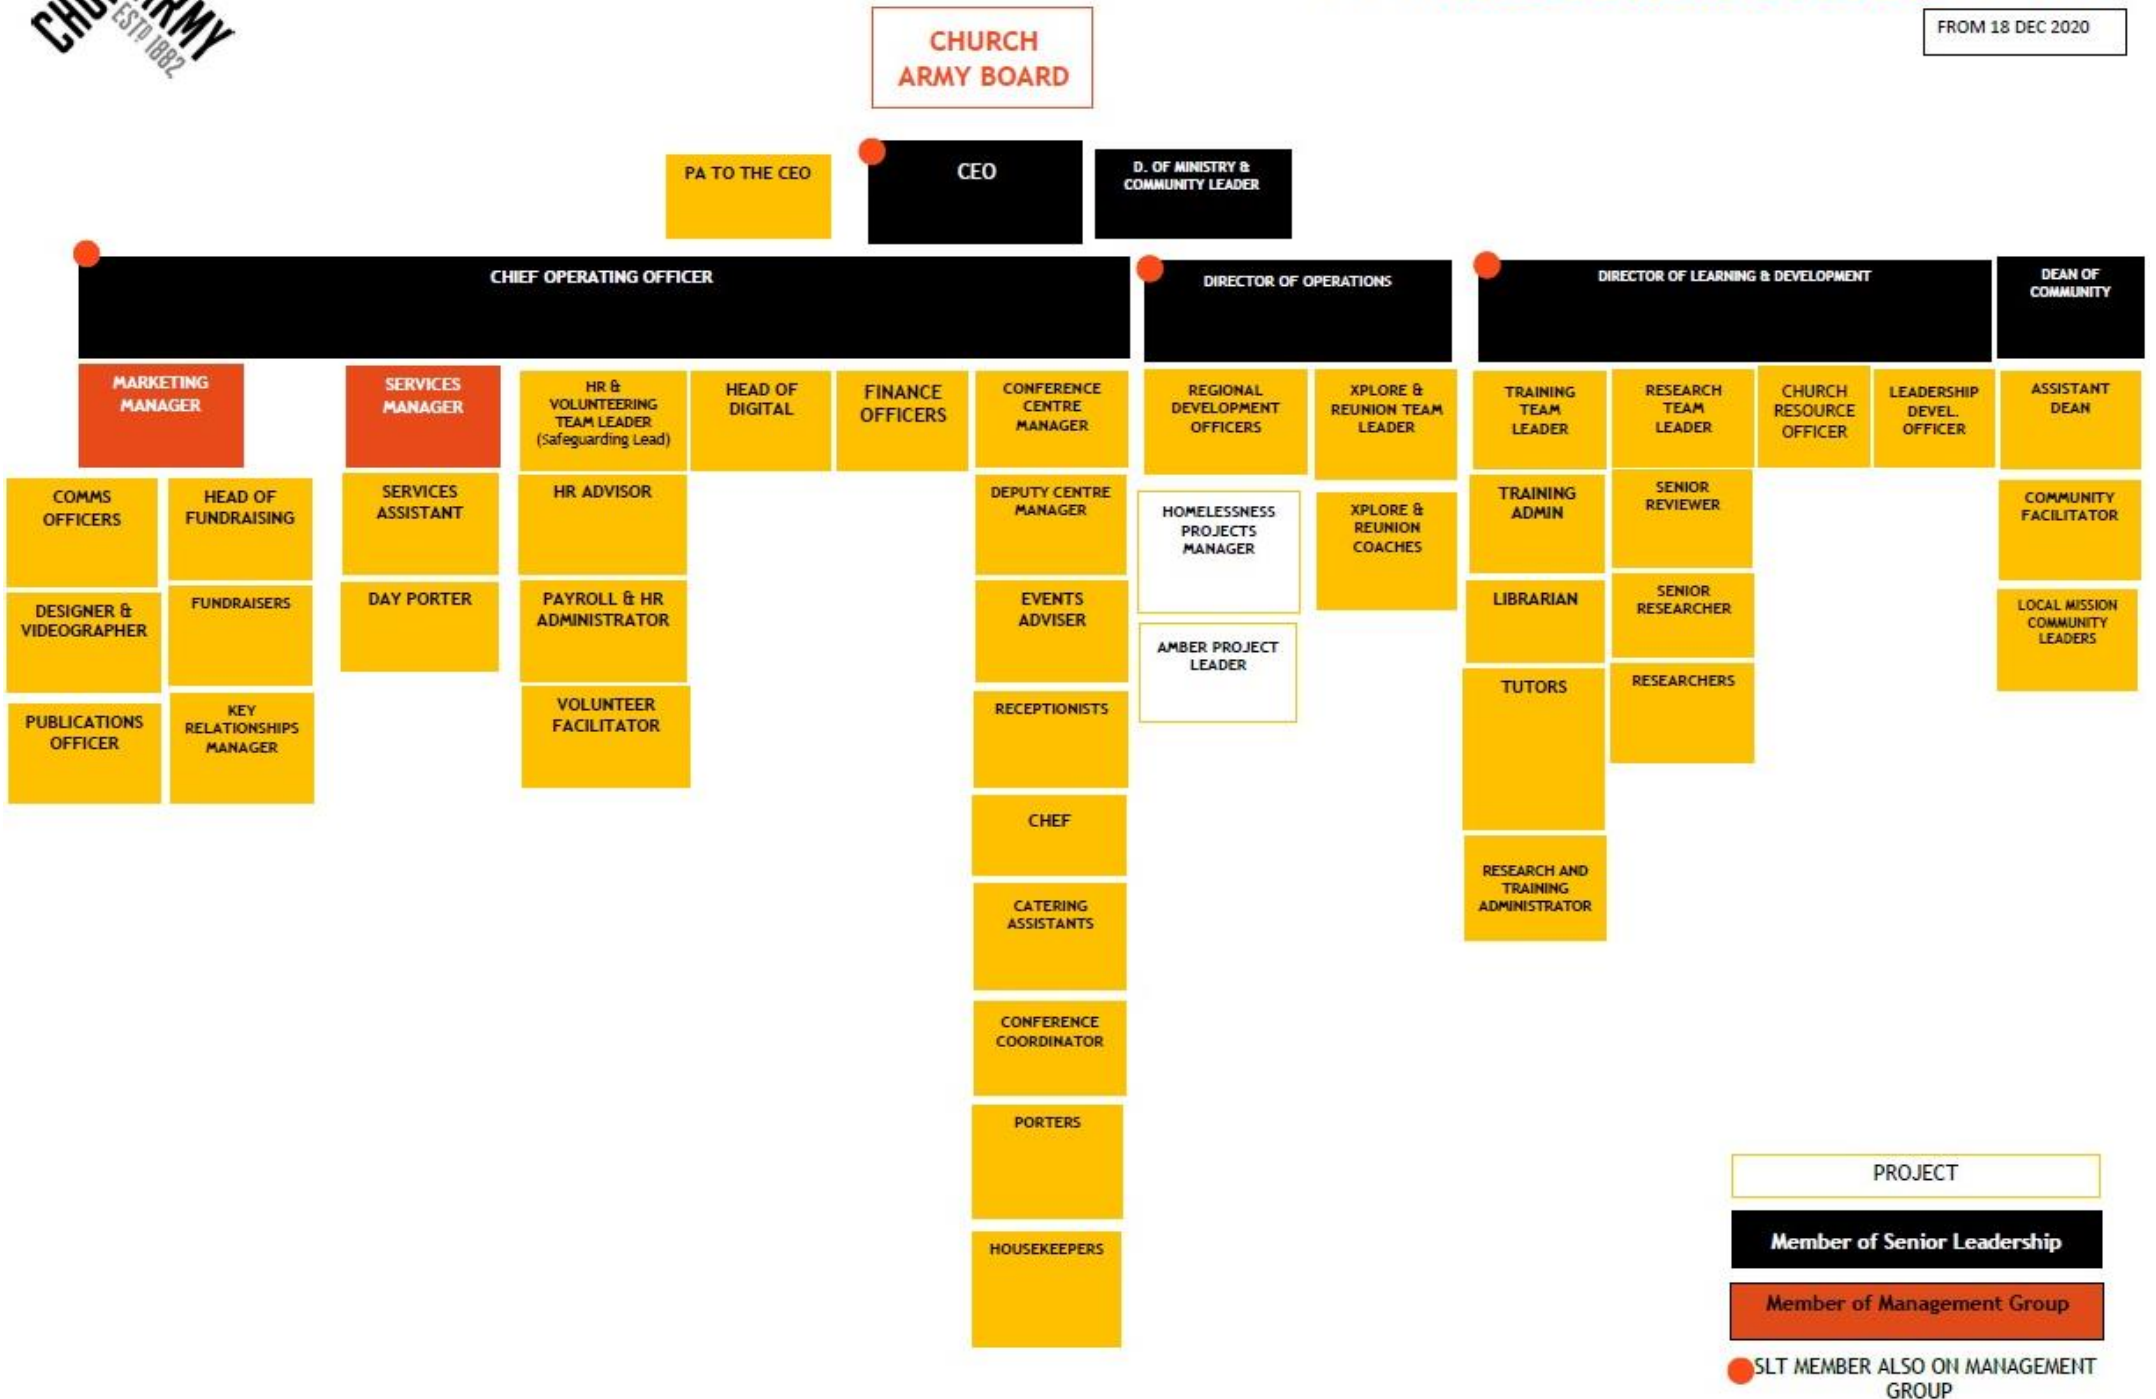 ESTD 1882
FROM 18 DEC 2020
CHURCH
ARMY BOARD
PA TO THE CEO
CEO
D. OF MINISTRY &
COMMUNITY LEADER
CHIEF OPERATING OFFICER
DIRECTOR OF OPERATIONS
DIRECTOR OF LEARNING & DEVELOPMENT
DEAN OF
COMMUNITY
MARKETING
MANAGER
SERVICES
MANAGER
HR &
VOLUNTEERING
TEAM LEADER
(Safeguarding Lead)
HEAD OF
DIGITAL
FINANCE
OFFICERS
CONFERENCE
CENTRE
MANAGER
REGIONAL
DEVELOPMENT
OFFICERS
XPLORE &
REUNION TEAM
LEADER
TRAINING
TEAM
LEADER
RESEARCH
TEAM
LEADER
CHURCH
RESOURCE
OFFICER
LEADERSHIP
DEVEL.
OFFICER
ASSISTANT
DEAN
COMMS
OFFICERS
HEAD OF
FUNDRAISING
SERVICES
ASSISTANT
HR ADVISOR
DEPUTY CENTRE
MANAGER
HOMELESSNESS
PROJECTS
MANAGER
XPLORE &
REUNION
COACHES
TRAINING
ADMIN
SENIOR
REVIEWER
COMMUNITY
FACILITATOR
DESIGNER &
VIDEOGRAPHER
FUNDRAISERS
DAY PORTER
PAYROLL & HR
ADMINISTRATOR
EVENTS
ADVISER
AMBER PROJECT
LEADER
LIBRARIAN
SENIOR
RESEARCHER
LOCAL MISSION
COMMUNITY
LEADERS
PUBLICATIONS
OFFICER
KEY
RELATIONSHIPS
MANAGER
VOLUNTEER
FACILITATOR
RECEPTIONISTS
TUTORS
RESEARCHERS
CHEF
RESEARCH AND
TRAINING
ADMINISTRATOR
CATERING
ASSISTANTS
CONFERENCE
COORDINATOR
PORTERS
HOUSEKEEPERS
PROJECT
Member of Senior Leadership
Member of Management Group
SLT MEMBER ALSO ON MANAGEMENT
GROUP